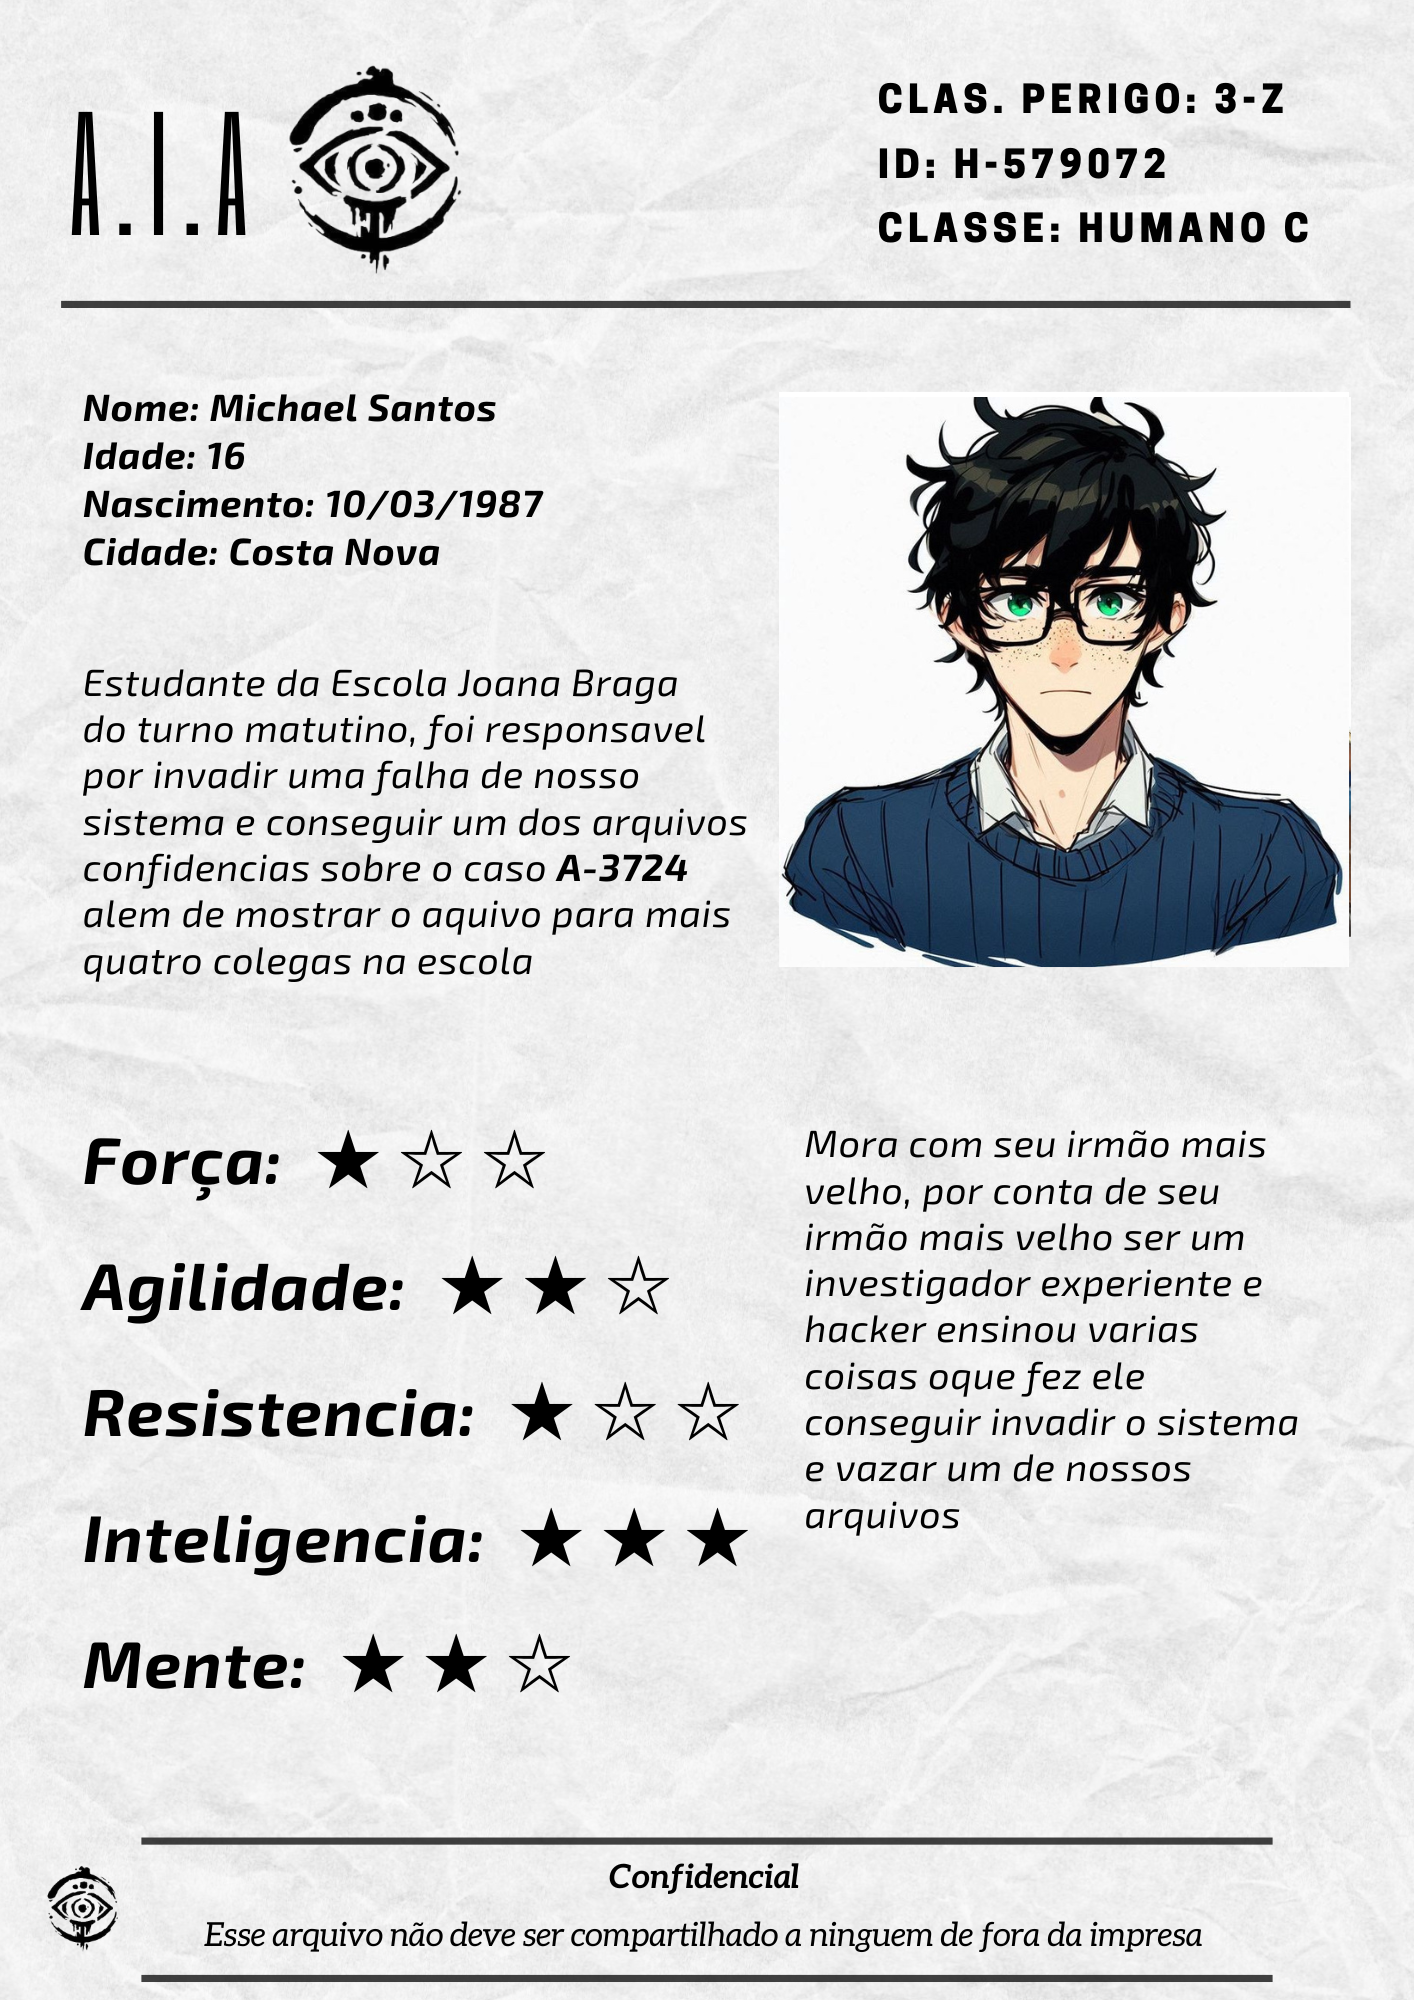 A.I.A
CLAS. PERIGO: 3-Z
ID: H-579072
CLASSE: HUMANO C
Nome: Michael Santos
Idade: 16
Nascimento: 10/03/1987
Cidade: Costa Nova
Estudante da Escola Joana Braga
do turno matutino, foi responsavel
por invadir uma falha de nosso
sistema e conseguir um dos arquivos
confidencias sobre o caso A-3724
alem de mostrar o aquivo para mais
quatro colegas na escola
Força: ★ ☆ ☆
Agilidade: ★ ★ ☆
Resistencia: ★ ☆ ☆
Inteligencia: ★ ★ ★
Mente: ★ ★ ☆
Mora com seu irmão mais
velho, por conta de seu
irmão mais velho ser um
investigador experiente e
hacker ensinou varias
coisas oque fez ele
conseguir invadir o sistema
e vazar um de nossos
arquivos
Confidencial
Esse arquivo não deve ser compartilhado a ninguem de fora da impresa